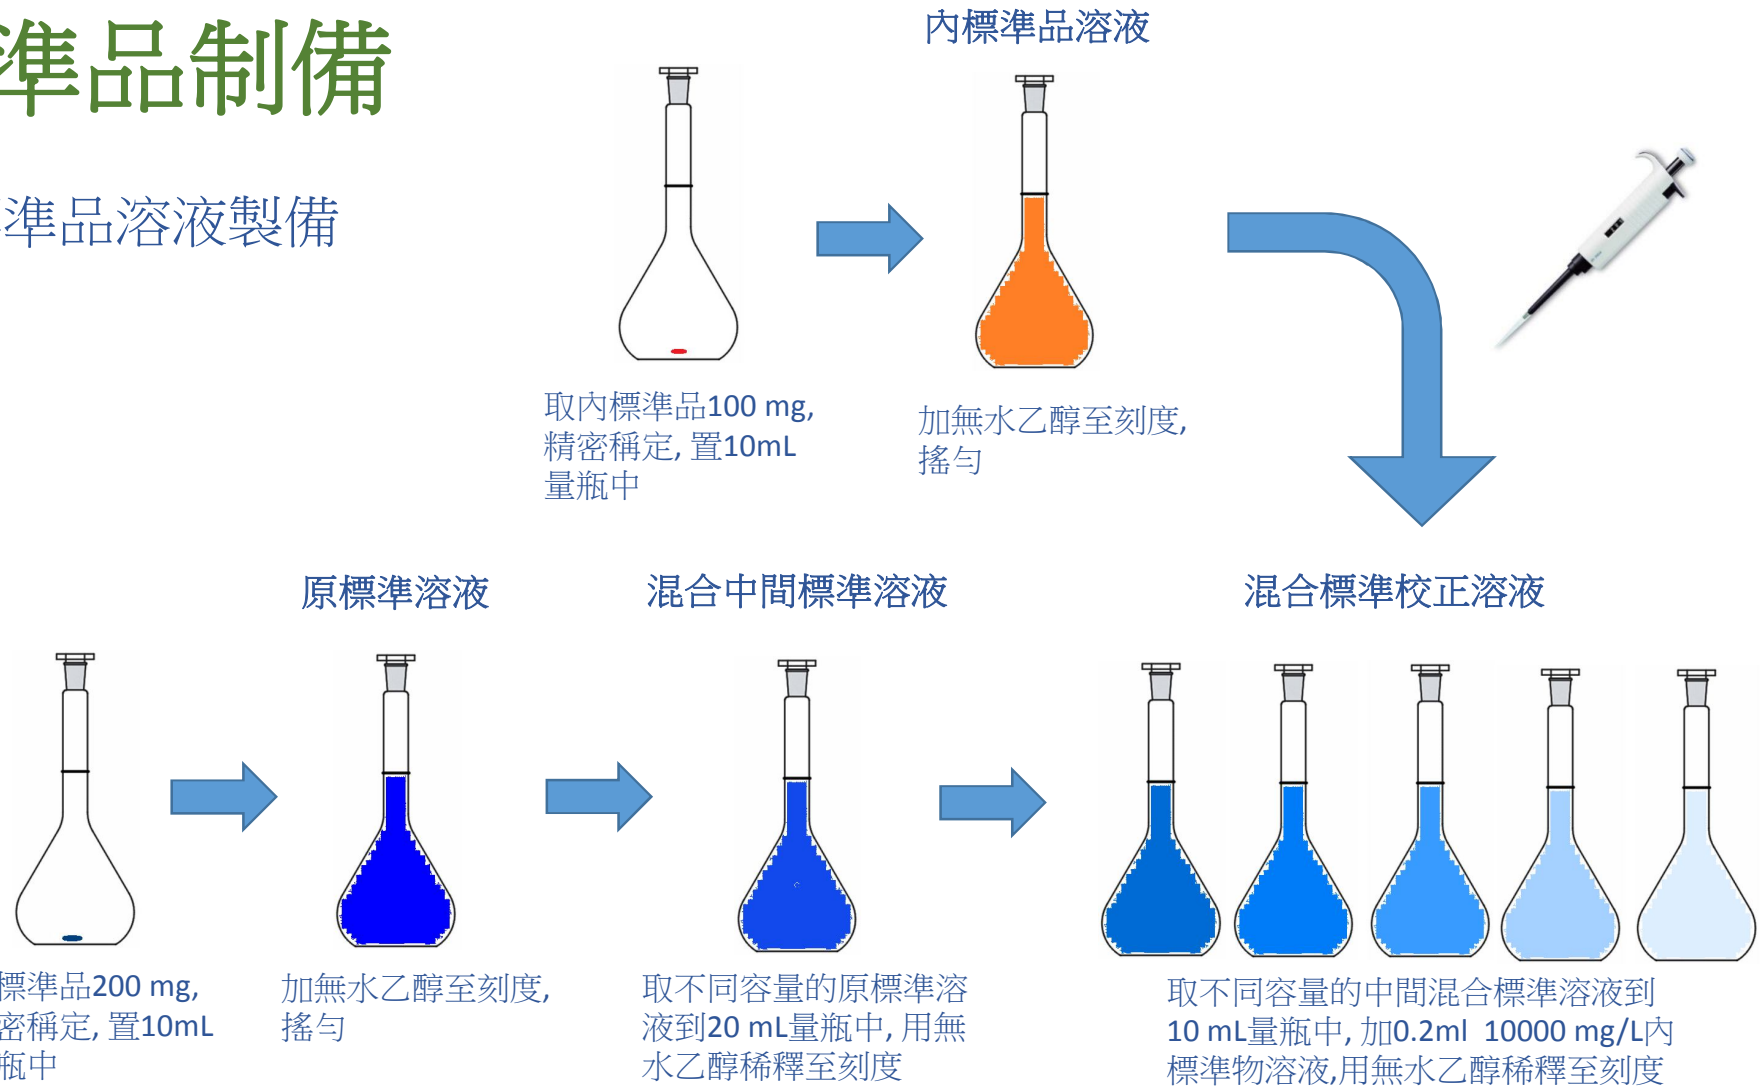 準品制備
準品溶液製備
內標準品溶液
取內標準品100 mg,
精密稱定, 置10mL
量瓶中
加無水乙醇至刻度,
搖勻
原標準溶液
混合中間標準溶液
混合標準校正溶液
標準品200 mg,
密稱定, 置10mL
瓶中
加無水乙醇至刻度,
搖勻
取不同容量的原標準溶
液到20 mL量瓶中, 用無
水乙醇稀釋至刻度
取不同容量的中間混合標準溶液到
10 mL量瓶中, 加0.2ml  10000 mg/L內
標準物溶液,用無水乙醇稀釋至刻度